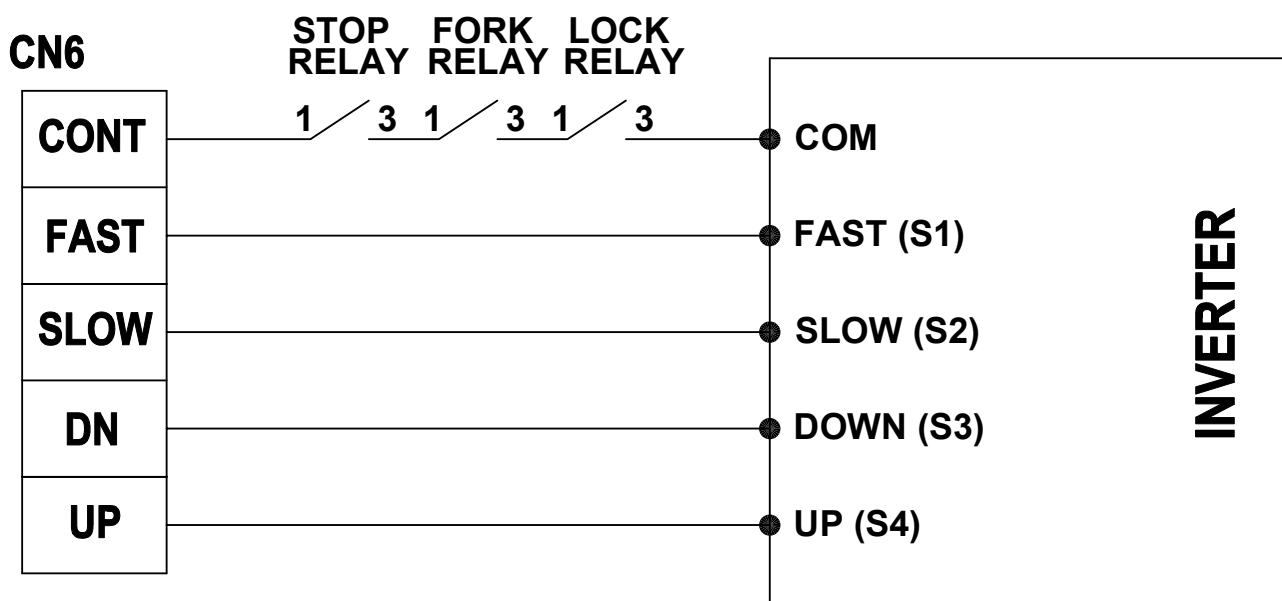 CN6
STOP FORK LOCK
RELAY RELAY RELAY
CONT 1 3 1 3 1 3 COM
FAST FAST (S1)
SLOW SLOW (S2)
DN DOWN (S3)
UP UP (S4)
INVERTER